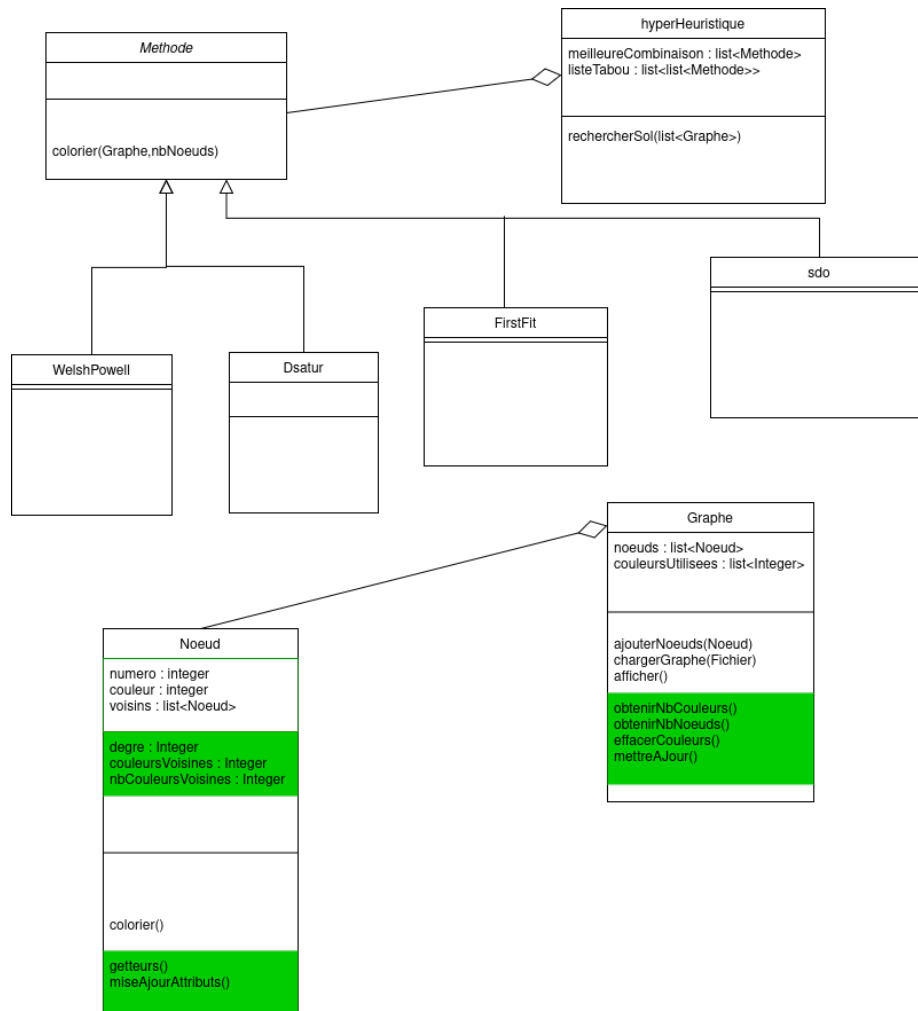 Methode
colorier(Graphe,nbNoeuds)
hyperHeuristique
meilleureCombinaison : list<Methode>
listeTabou : list<list<Methode>>
rechercherSol(list<Graphe>)
WelshPowell
Dsatur
FirstFit
sdo
Graphe
noeuds : list<Noeud>
couleursUtilisees : list<Integer>
ajouterNoeuds(Noeud)
chargerGraphe(Fichier)
afficher()
obtenirNbCouleurs()
obtenirNbNoeuds()
effacerCouleurs()
mettreAJour()
Noeud
numero : integer
couleur : integer
voisins : list<Noeud>
degre : Integer
couleursVoisines : Integer
nbCouleursVoisines : Integer
colorier()
getteurs()
miseAjourAttributs()